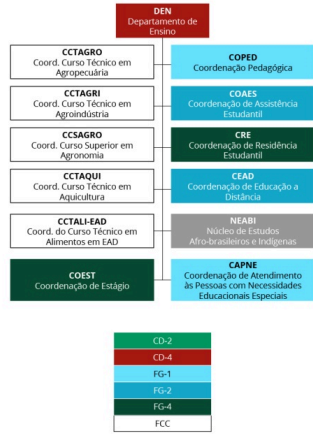 DEN
Departamento de
Ensino
CCTAGRO
Coord. Curso Técnico em
Agropecuária
COPED
Coordenação Pedagógica
CCTAGRI
Coord. Curso Técnico em
Agroindústria
COAES
Coordenação de Assistência
Estudantil
CCSAGRO
Coord. Curso Superior em
Agronomia
CRE
Coordenação de Residência
Estudantil
CCTAQUI
Coord. Curso Técnico em
Aquicultura
CEAD
Coordenação de Educação a
Distância
CCTALI-EAD
Coord. do Curso Técnico em
Alimentos em EAD
NEABI
Núcleo de Estudos
Afro-brasileiros e Indígenas
COEST
Coordenação de Estágio
CAPNE
Coordenação de Atendimento
às Pessoas com Necessidades
Educacionais Especiais
CD-2
CD-4
FG-1
FG-2
FG-4
FCC